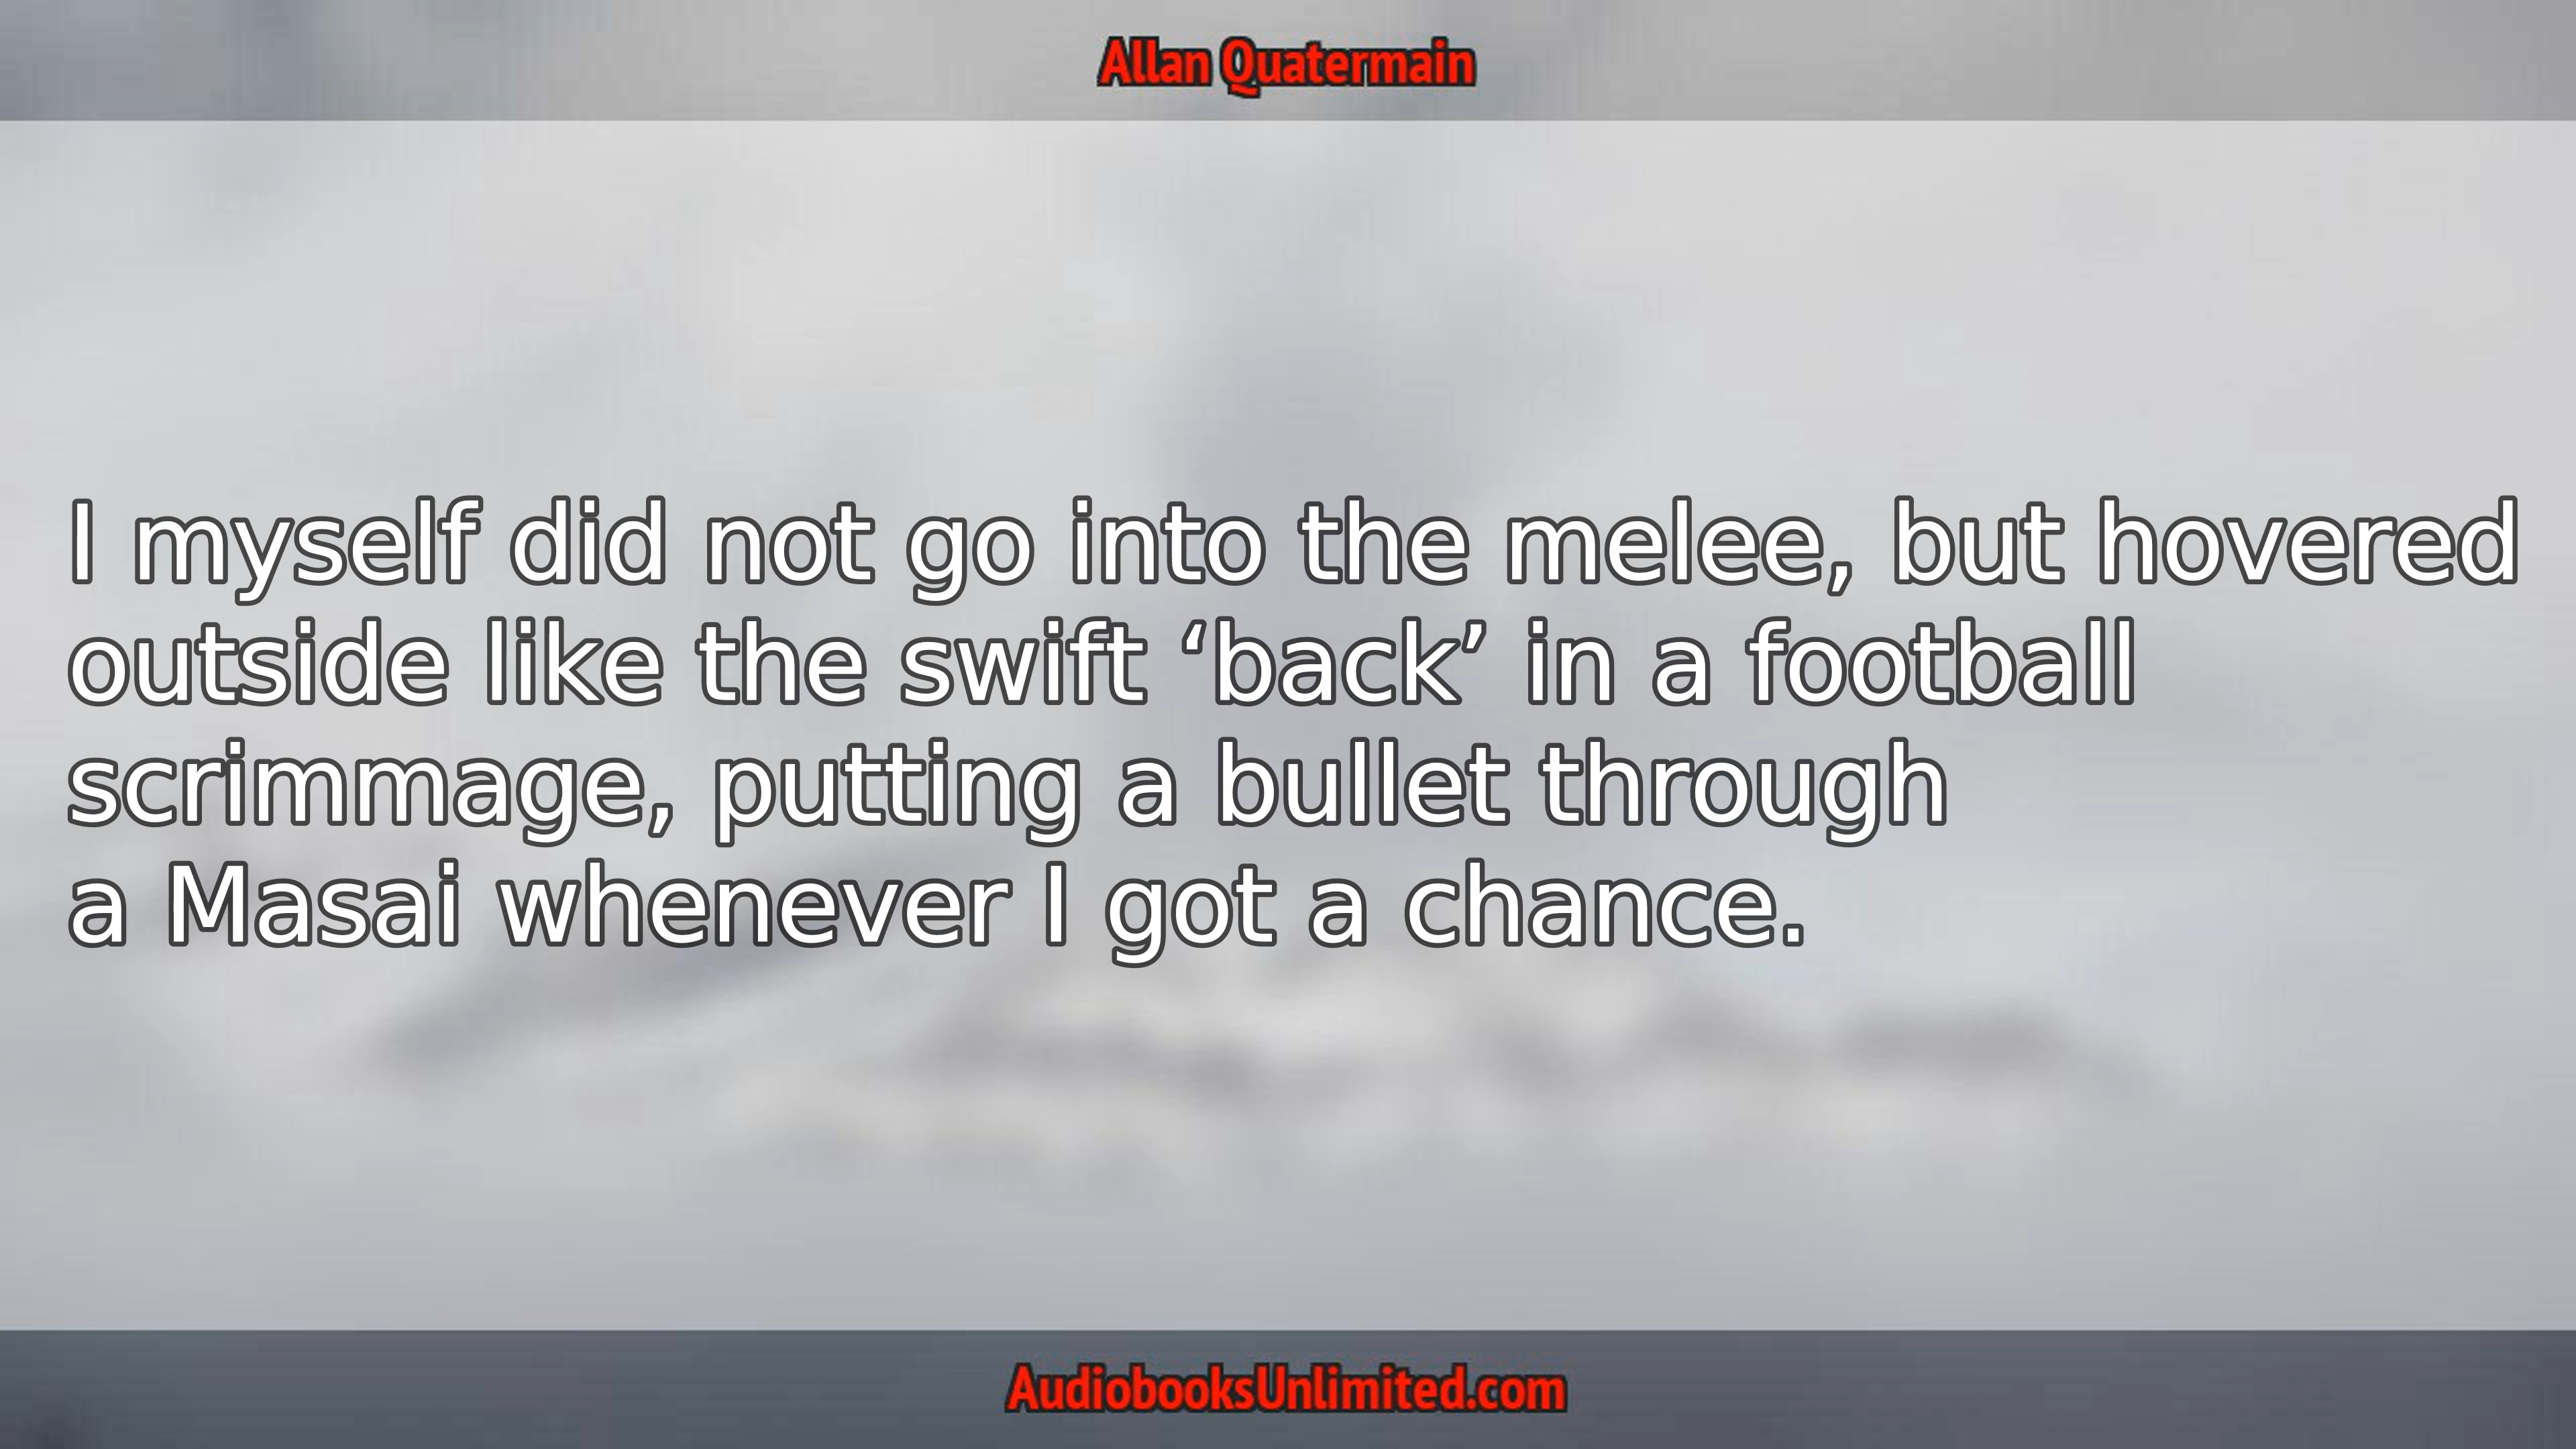 Allan Quatermain
I myself did not go into the melee, but hovered
outside like the swift ‘back’ in a football
scrimmage, putting a bullet through
a Masai whenever I got a chance.
AudiobooksUnlimited.com